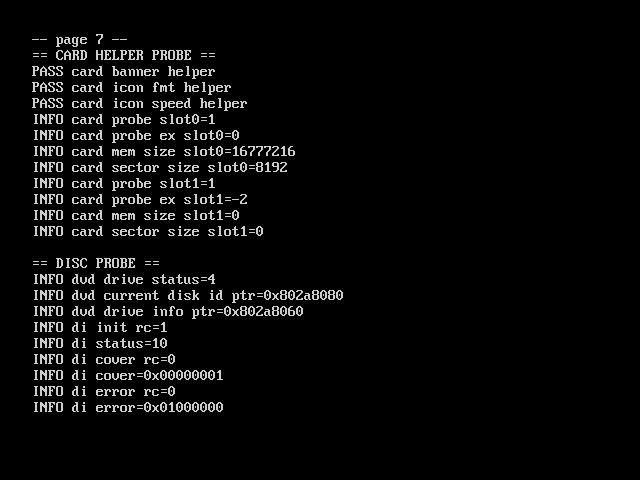 -- page 7 --
== CARD HELPER PROBE ==
PASS card banner helper
PASS card icon fmt helper
PASS card icon speed helper
INFO card probe slot0=1
INFO card probe ex slot0=0
INFO card mem size slot0=16777216
INFO card sector size slot0=8192
INFO card probe slot1=1
INFO card probe ex slot1=-2
INFO card mem size slot1=0
INFO card sector size slot1=0
== DISC PROBE ==
INFO dvd drive status=4
INFO dvd current disk id ptr=0x802a8080
INFO dvd drive info ptr=0x802a8060
INFO di init rc=1
INFO di status=10
INFO di cover rc=0
INFO di cover=0x00000001
INFO di error rc=0
INFO di error=0x01000000